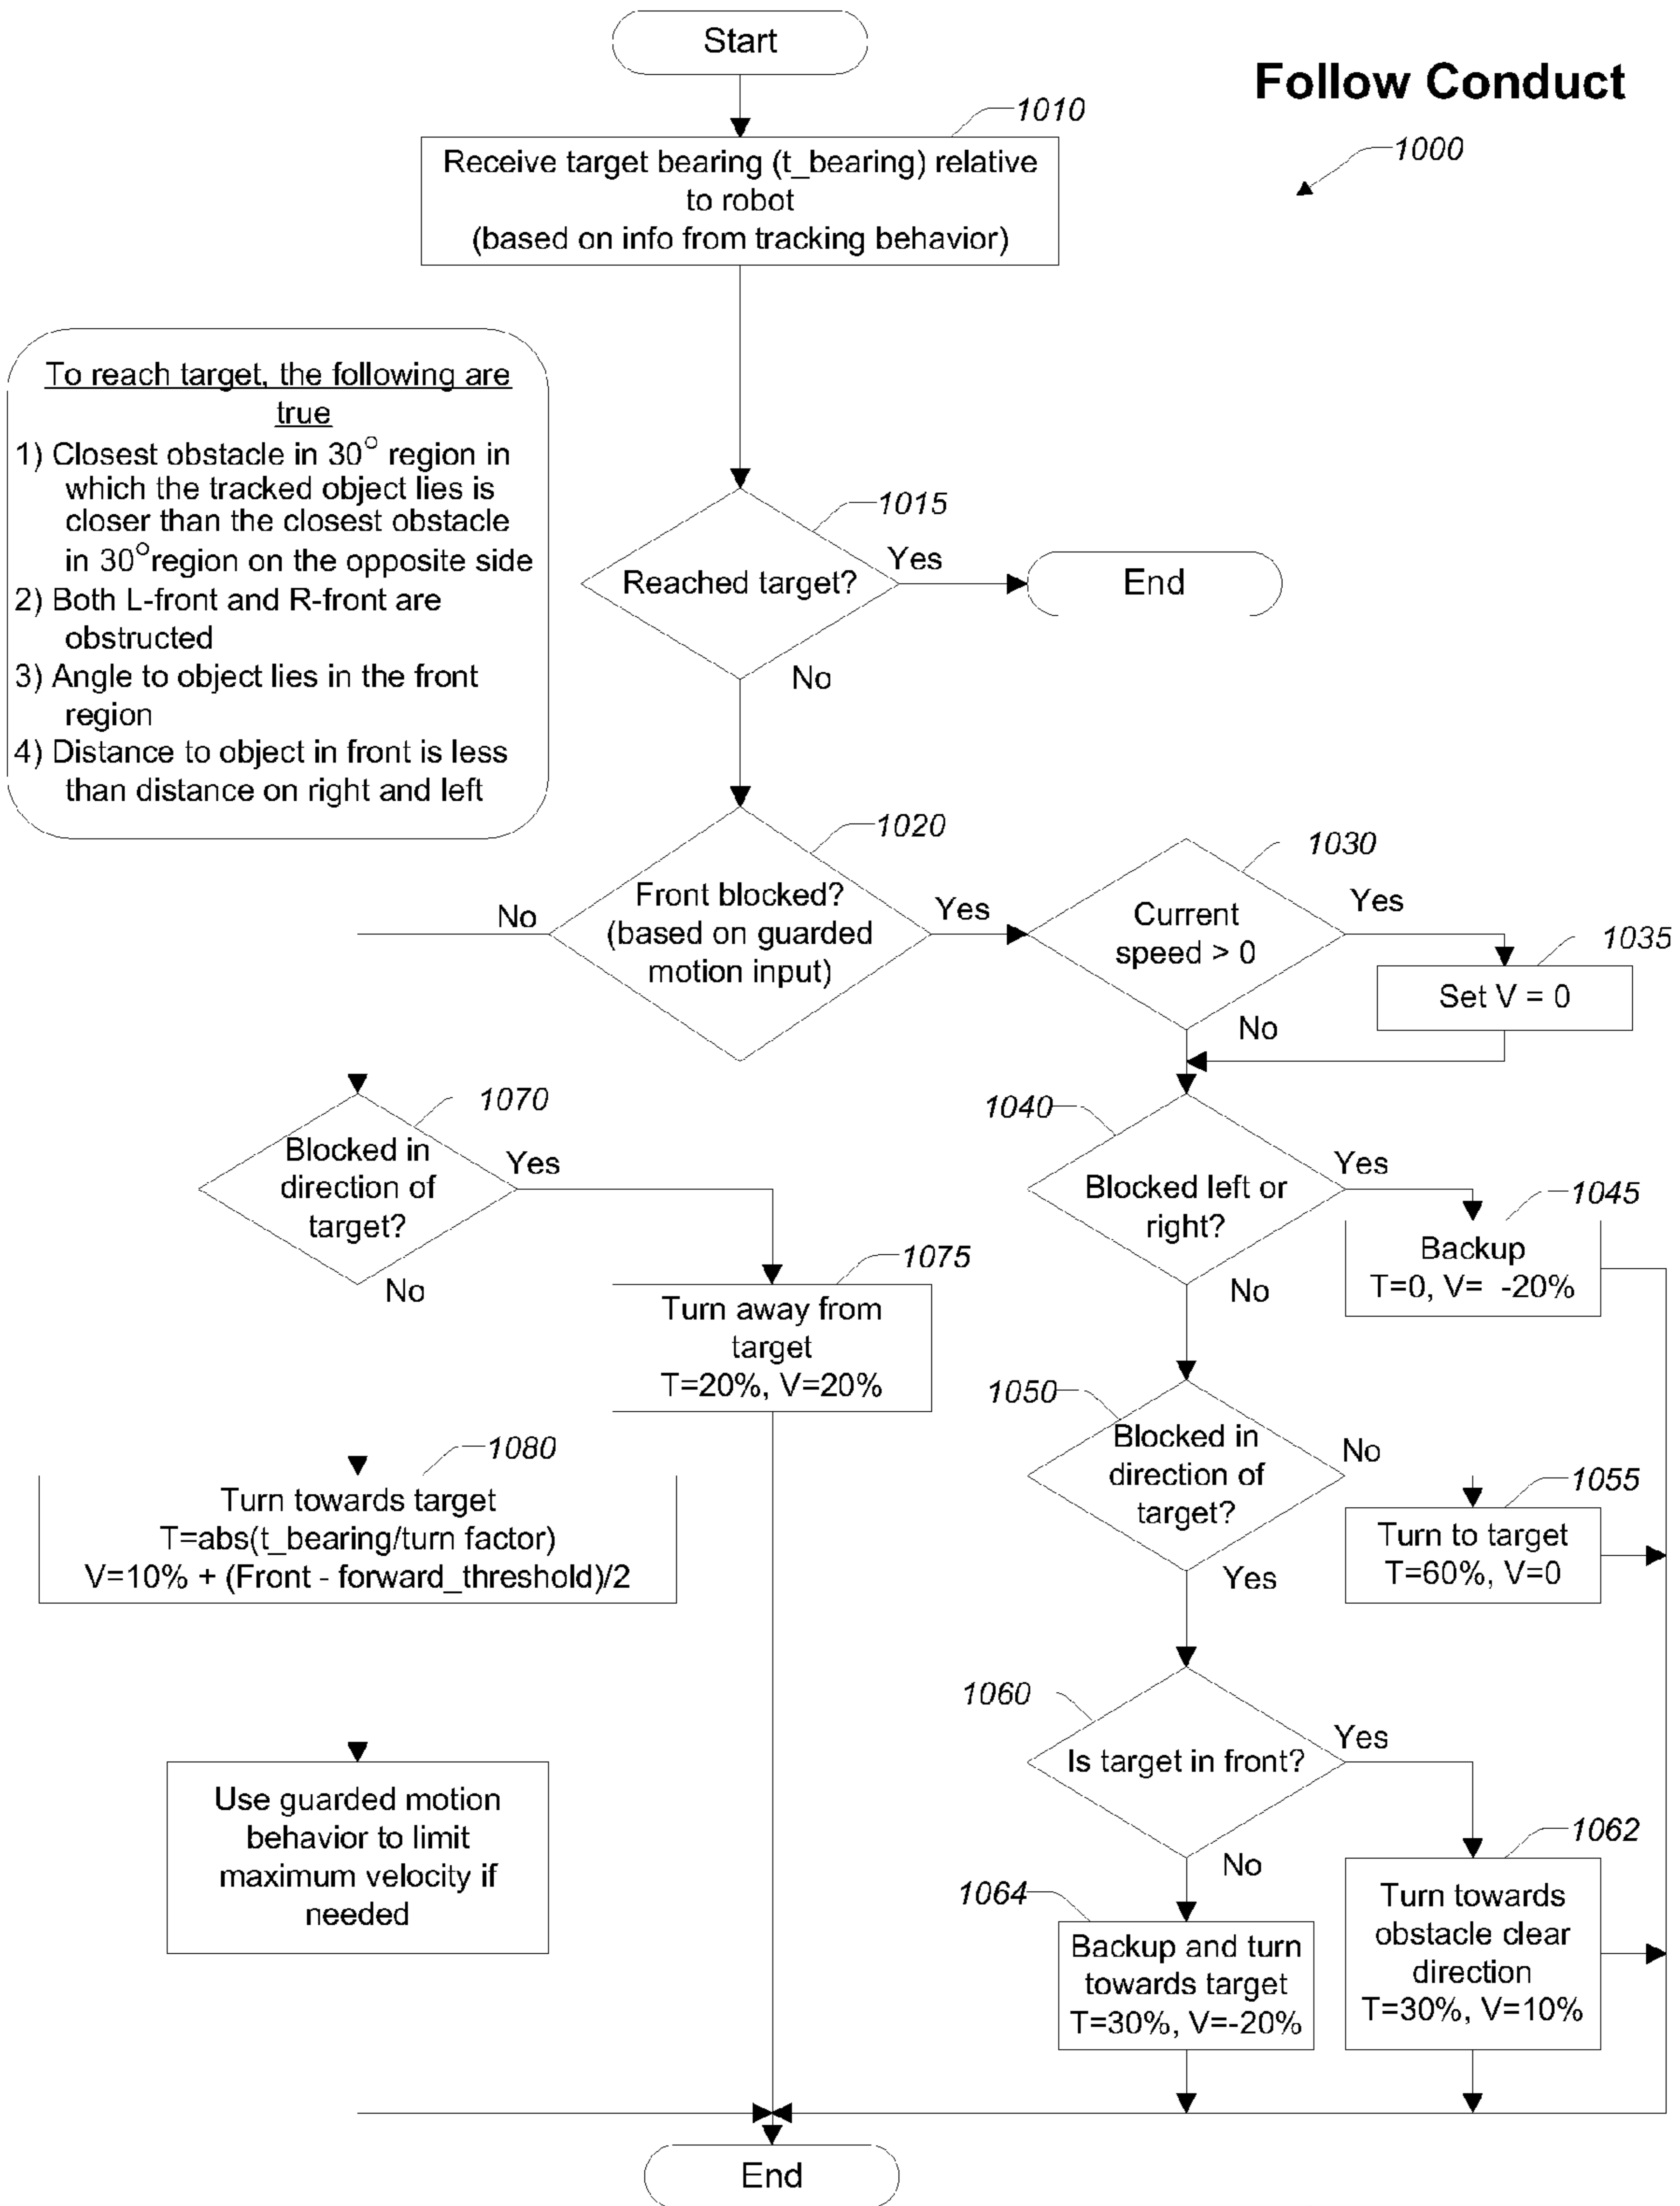 Start
Follow Conduct
1000
1010
Receive target bearing (t_bearing) relative
to robot
(based on info from tracking behavior)
To reach target, the following are
true
1) Closest obstacle in 30° region in
which the tracked object lies is
closer than the closest obstacle
in 30° region on the opposite side
2) Both L-front and R-front are
obstructed
3) Angle to object lies in the front
region
4) Distance to object in front is less
than distance on right and left
1015
Reached target?
Yes
End
No
1020
Front blocked?
(based on guarded
motion input)
No
Yes
1030
Current
speed > 0
Yes
1035
Set V = 0
No
1070
Blocked in
direction of
target?
Yes
No
1075
Turn away from
target
T=20%, V=20%
1040
Blocked left or
right?
Yes
1045
Backup
T=0, V= -20%
No
1080
Turn towards target
T=abs(t_bearing/turn factor)
V=10% + (Front - forward_threshold)/2
1050
Blocked in
direction of
target?
No
1055
Turn to target
T=60%, V=0
Yes
Use guarded motion
behavior to limit
maximum velocity if
needed
1060
Is target in front?
Yes
1062
Turn towards
obstacle clear
direction
T=30%, V=10%
No
1064
Backup and turn
towards target
T=30%, V=-20%
End